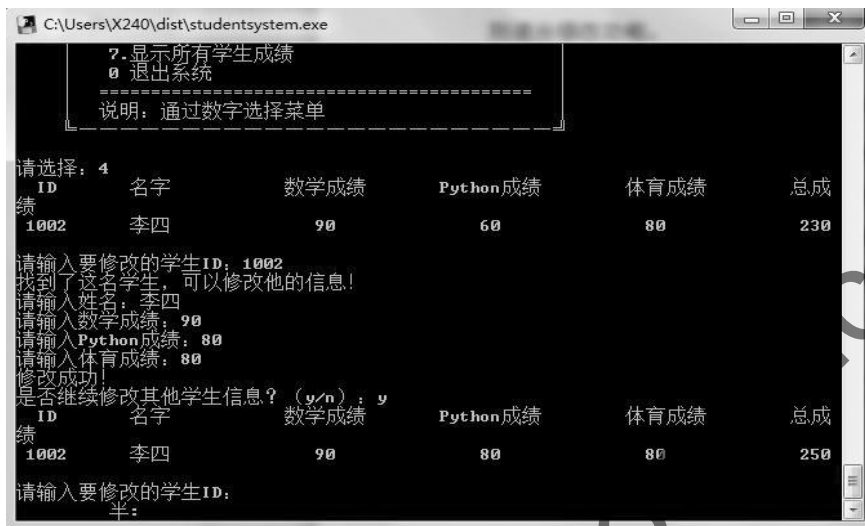 C:\Users\X240\dist\studentsystem.exe
7.显示所有学生成绩
0 退出系统
========================================
说明：通过数字选择菜单
请选择：4
ID 名字 数学成绩 Python成绩 体育成绩 总成
绩
1002 李四 90 60 80 230
请输入要修改的学生ID：1002
找到了这名学生，可以修改他的信息！
请输入姓名：李四
请输入数学成绩：90
请输入Python成绩：80
请输入体育成绩：80
修改成功！
是否继续修改其他学生信息？（y/n）：y
ID 名字 数学成绩 Python成绩 体育成绩 总成
绩
1002 李四 90 80 80 250
请输入要修改的学生ID：
半：